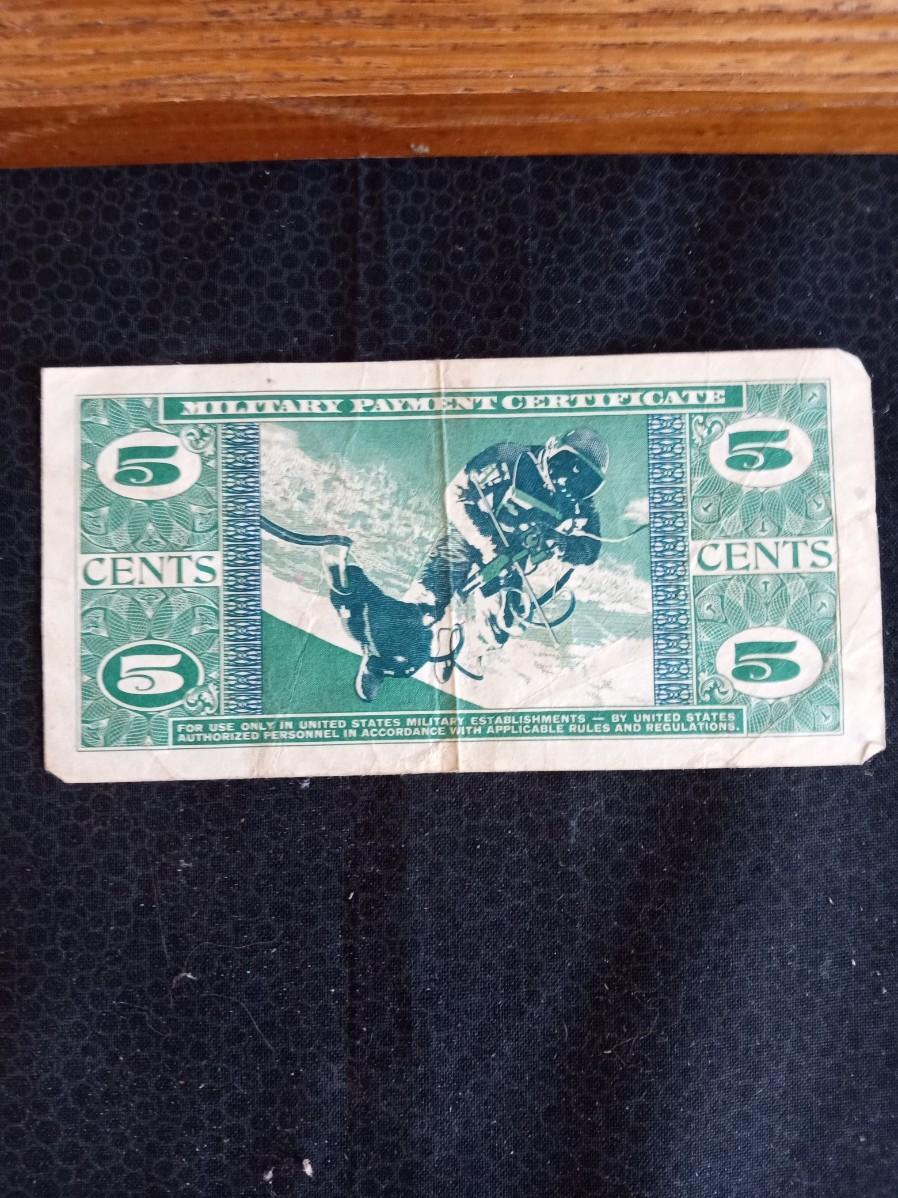 MILITARY PAYMENT CERTIFICATE
5 5
CENTS CENTS
5 5
FOR USE ONLY IN UNITED STATES MILITARY ESTABLISHMENTS — BY UNITED STATES
AUTHORIZED PERSONNEL IN ACCORDANCE WITH APPLICABLE RULES AND REGULATIONS.